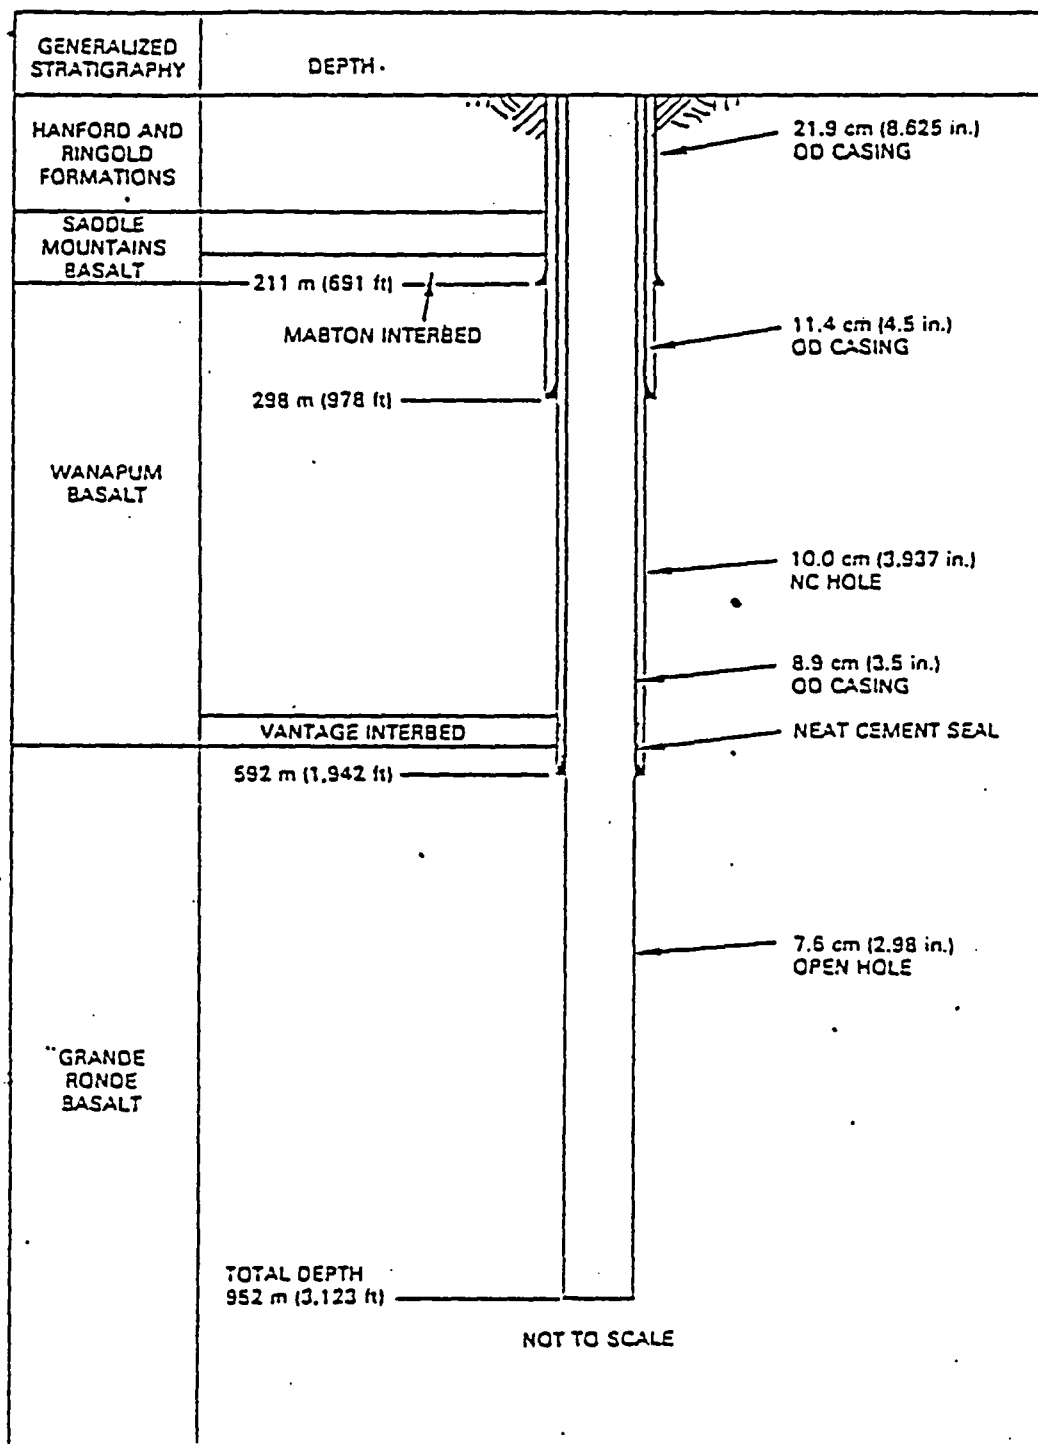 GENERALIZED
STRATIGRAPHY
DEPTH
HANFORD AND
RINGOLD
FORMATIONS
21.9 cm (8.625 in.)
OD CASING
SADDLE
MOUNTAINS
BASALT
211 m (691 ft)
MABTON INTERBED
11.4 cm (4.5 in.)
OD CASING
298 m (978 ft)
WANAPUM
BASALT
10.0 cm (3.937 in.)
NC HOLE
8.9 cm (3.5 in.)
OD CASING
VANTAGE INTERBED
NEAT CEMENT SEAL
592 m (1,942 ft)
7.6 cm (2.98 in.)
OPEN HOLE
GRANDE
RONDE
BASALT
TOTAL DEPTH
952 m (3,123 ft)
NOT TO SCALE